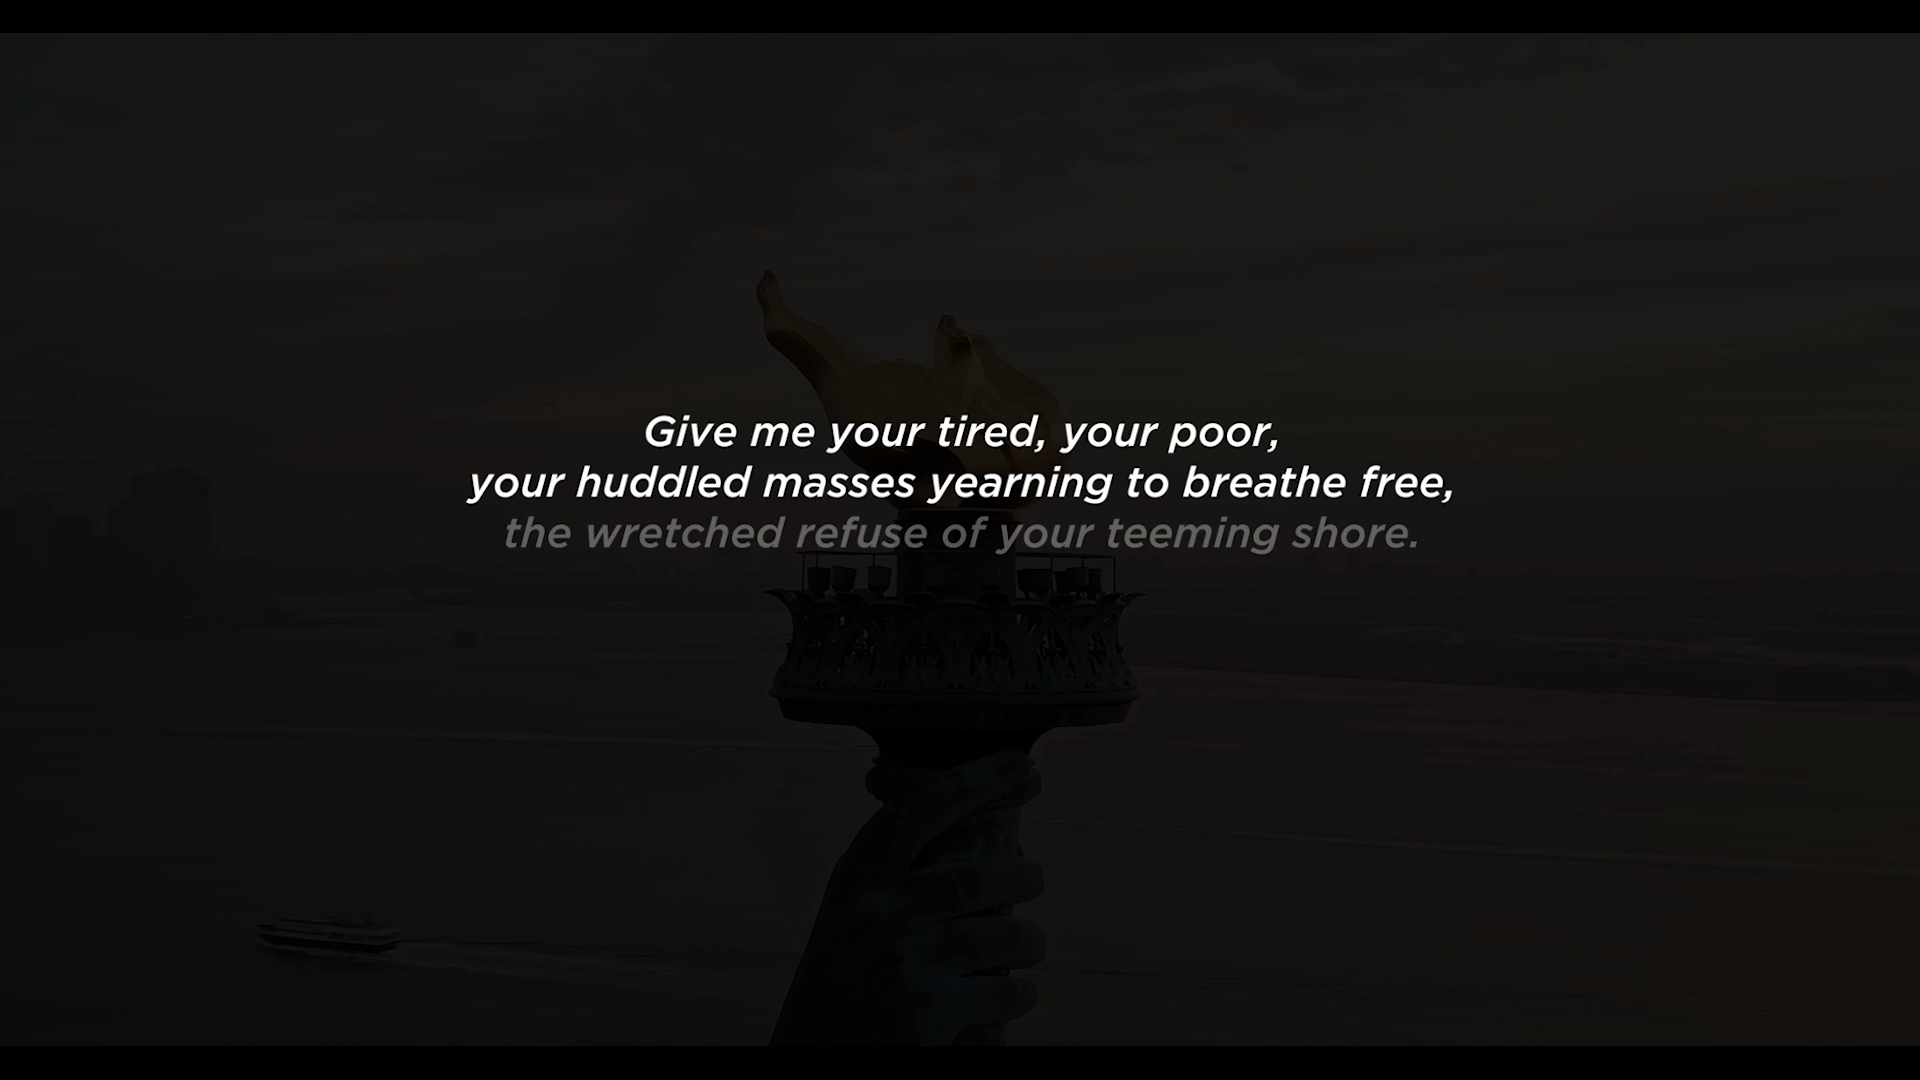 Give me your tired, your poor,
your huddled masses yearning to breathe free,
the wretched refuse of your teeming shore.